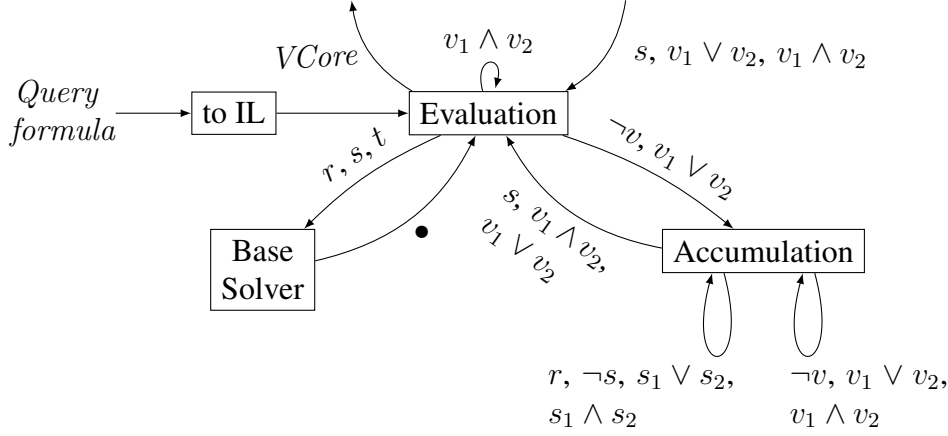 v₁ ∧ v₂
VCore
s, v₁ ∨ v₂, v₁ ∧ v₂
Query
formula
to IL
Evaluation
r, s, t
¬v, v₁ ∨ v₂
s, v₁ ∧ v₂,
v₁ ∨ v₂
•
Base
Solver
Accumulation
r, ¬s, s₁ ∨ s₂,
s₁ ∧ s₂
¬v, v₁ ∨ v₂,
v₁ ∧ v₂